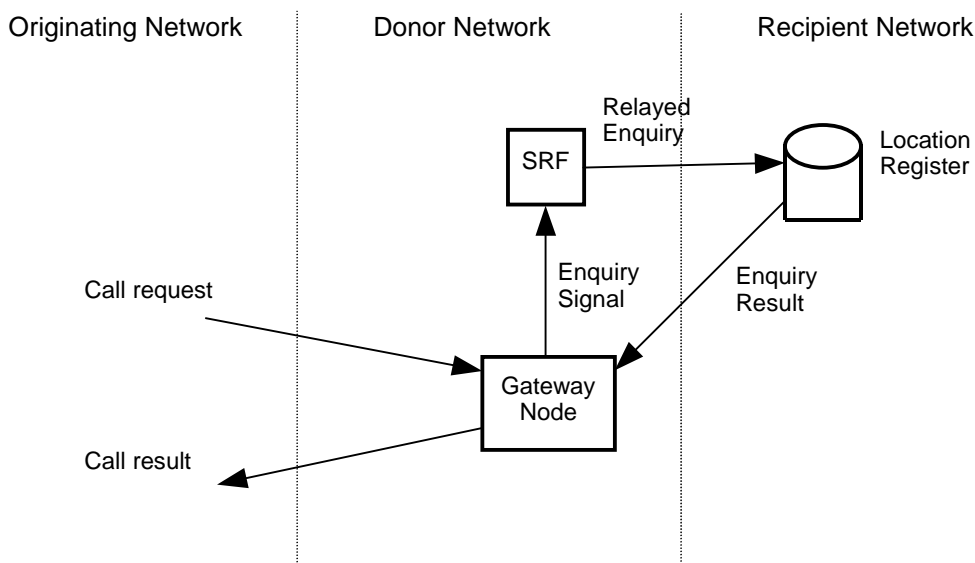 Originating Network
Donor Network
Recipient Network
Relayed
Enquiry
SRF
Location
Register
Enquiry
Signal
Enquiry
Result
Call request
Gateway
Node
Call result